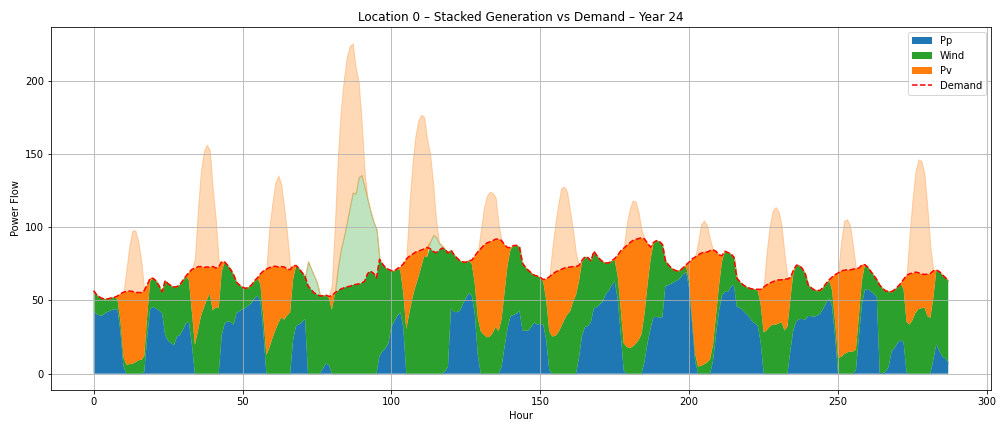 Location 0 – Stacked Generation vs Demand – Year 24
Pp
Wind
Pv
Demand
Power Flow
200
150
100
50
0
0
50
100
150
200
250
300
Hour